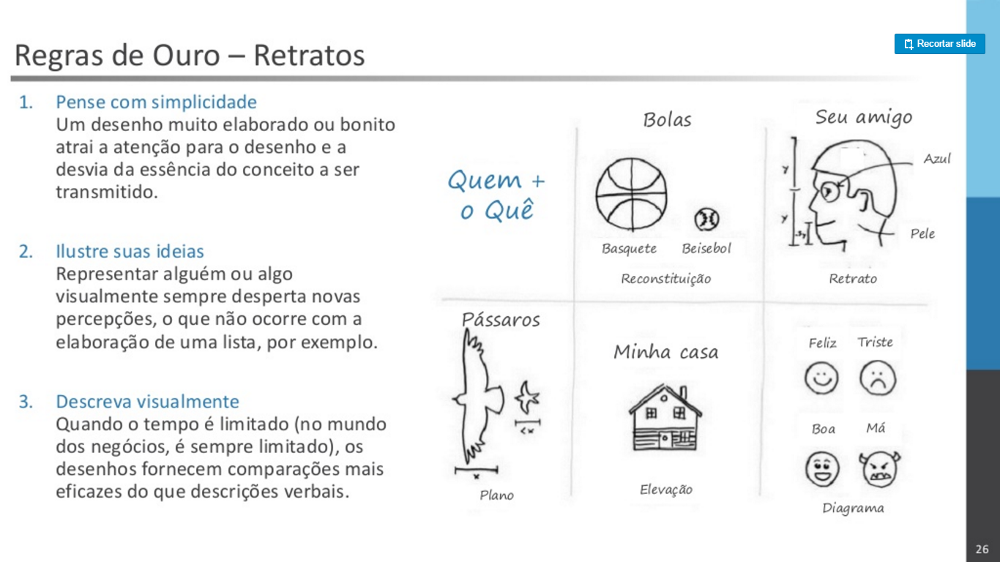 Regras de Ouro – Retratos
Recortar slide
1. Pense com simplicidade
Um desenho muito elaborado ou bonito
atrai a atenção para o desenho e a
desvia da essência do conceito a ser
transmitido.
2. Ilustre suas ideias
Representar alguém ou algo
visualmente sempre desperta novas
percepções, o que não ocorre com a
elaboração de uma lista, por exemplo.
3. Descreva visualmente
Quando o tempo é limitado (no mundo
dos negócios, é sempre limitado), os
desenhos fornecem comparações mais
eficazes do que descrições verbais.
Quem +
o Quê
Bolas
Basquete Beisebol
Reconstituição
Seu amigo
Azul
y
y
Pele
Retrato
Pássaros
<x
x
Plano
Minha casa
Elevação
Feliz Triste
Boa Má
Diagrama
26